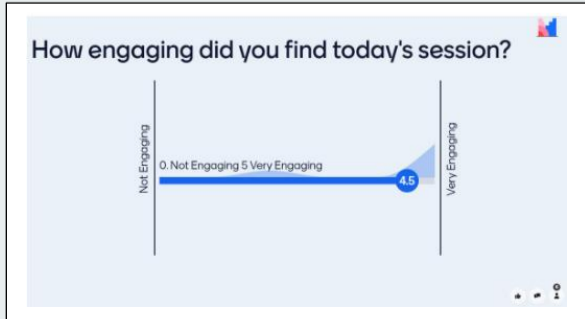 How engaging did you find today's session?
Not Engaging
0. Not Engaging 5 Very Engaging
4.5
Very Engaging